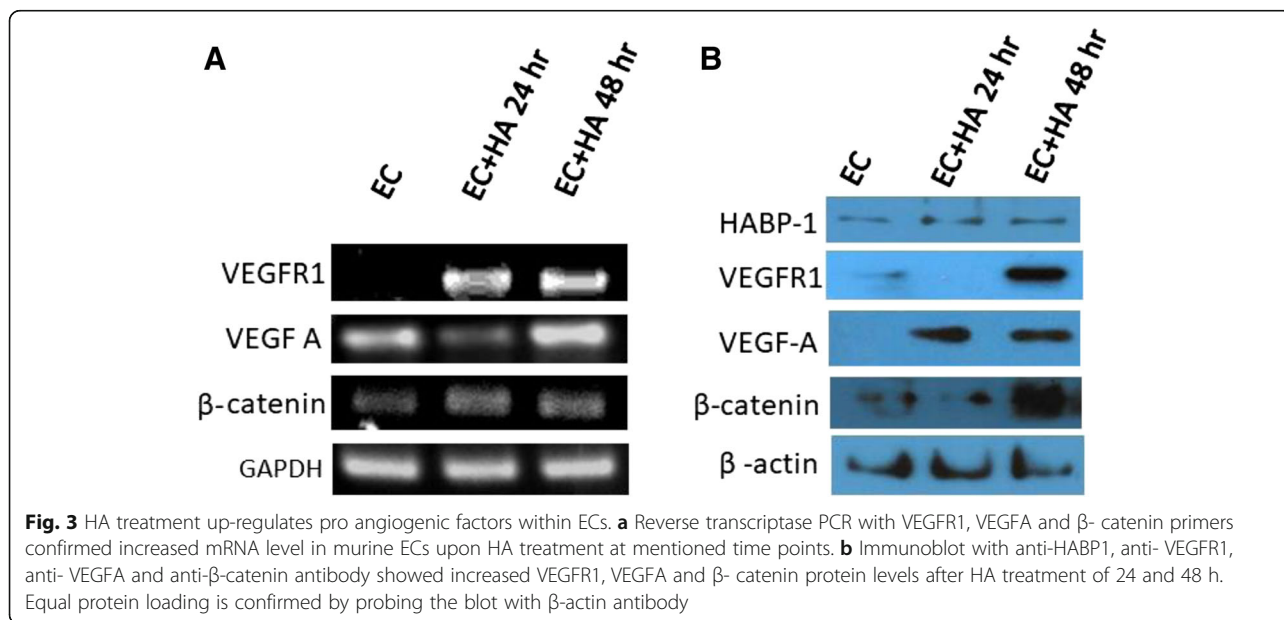 A
B
EC
EC+HA 24 hr
EC+HA 48 hr
EC
EC+HA 24 hr
EC+HA 48 hr
VEGFR1
VEGF A
β-catenin
GAPDH
HABP-1
VEGFR1
VEGF-A
β-catenin
β -actin
Fig. 3 HA treatment up-regulates pro angiogenic factors within ECs. a Reverse transcriptase PCR with VEGFR1, VEGFA and β- catenin primers
confirmed increased mRNA level in murine ECs upon HA treatment at mentioned time points. b Immunoblot with anti-HABP1, anti- VEGFR1,
anti- VEGFA and anti-β-catenin antibody showed increased VEGFR1, VEGFA and β- catenin protein levels after HA treatment of 24 and 48 h.
Equal protein loading is confirmed by probing the blot with β-actin antibody